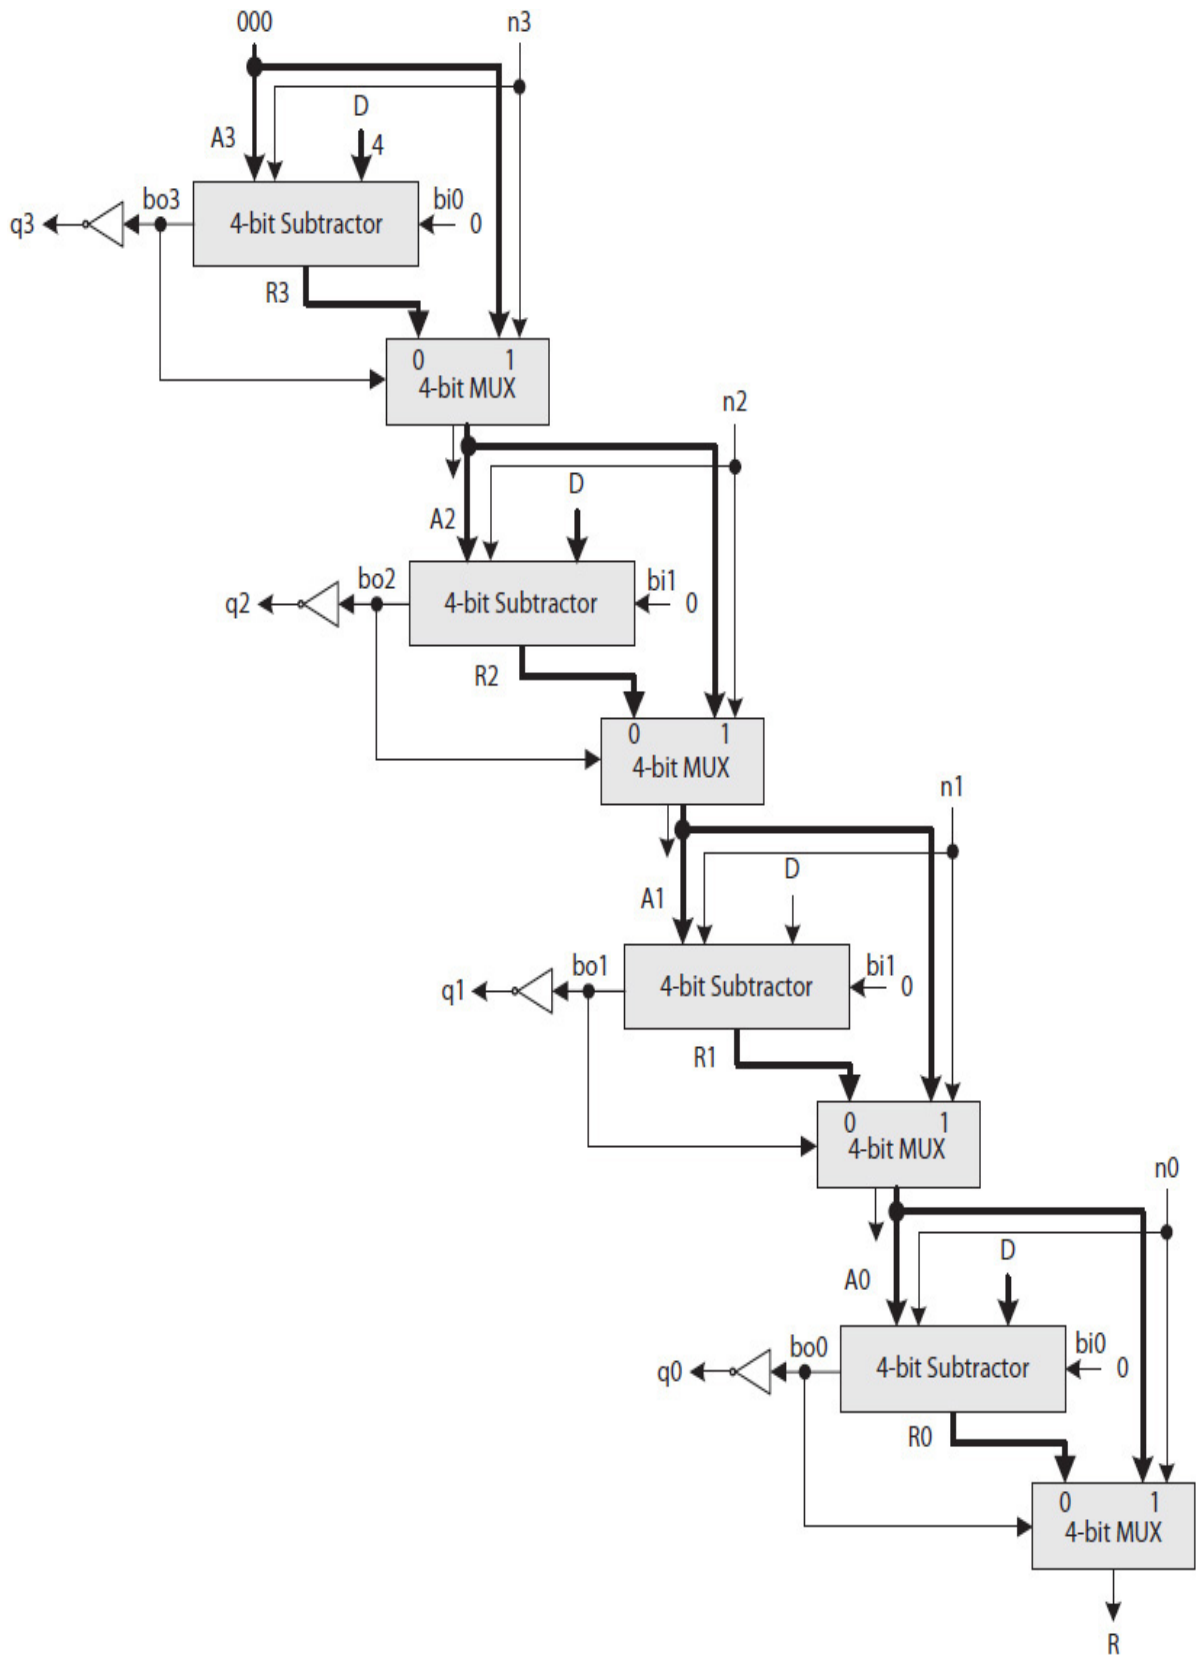 000
n3
D
A3
4
bo3
bi0
q3
4-bit Subtractor
0
R3
0 1
4-bit MUX
n2
D
A2
bo2
bi1
q2
4-bit Subtractor
0
R2
0 1
4-bit MUX
n1
D
A1
bo1
bi1
q1
4-bit Subtractor
0
R1
0 1
4-bit MUX
n0
D
A0
bo0
bi0
q0
4-bit Subtractor
0
R0
0 1
4-bit MUX
R